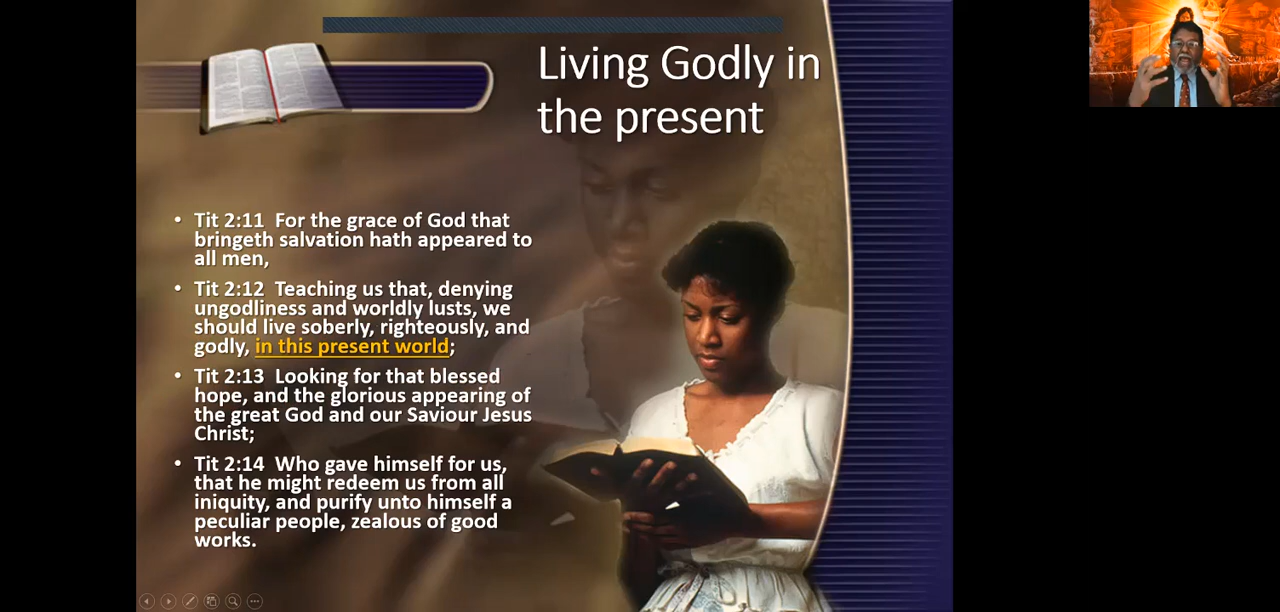 Living Godly in
the present
• Tit 2:11  For the grace of God that
bringeth salvation hath appeared to
all men,
• Tit 2:12  Teaching us that, denying
ungodliness and worldly lusts, we
should live soberly, righteously, and
godly, in this present world;
• Tit 2:13  Looking for that blessed
hope, and the glorious appearing of
the great God and our Saviour Jesus
Christ;
• Tit 2:14  Who gave himself for us,
that he might redeem us from all
iniquity, and purify unto himself a
peculiar people, zealous of good
works.